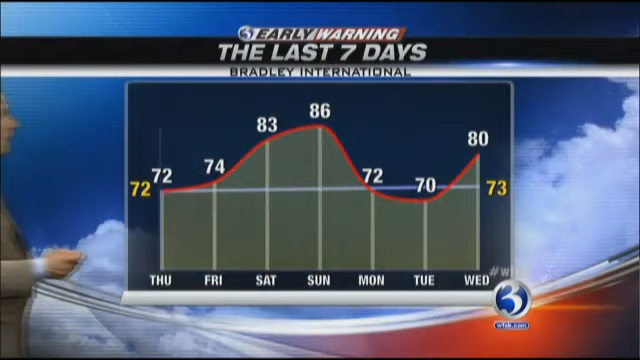 3 EARLY WARNING
THE LAST 7 DAYS
BRADLEY INTERNATIONAL
72 72 74 83 86 72 70 80 73
THU FRI SAT SUN MON TUE WED
3
wfsb.com